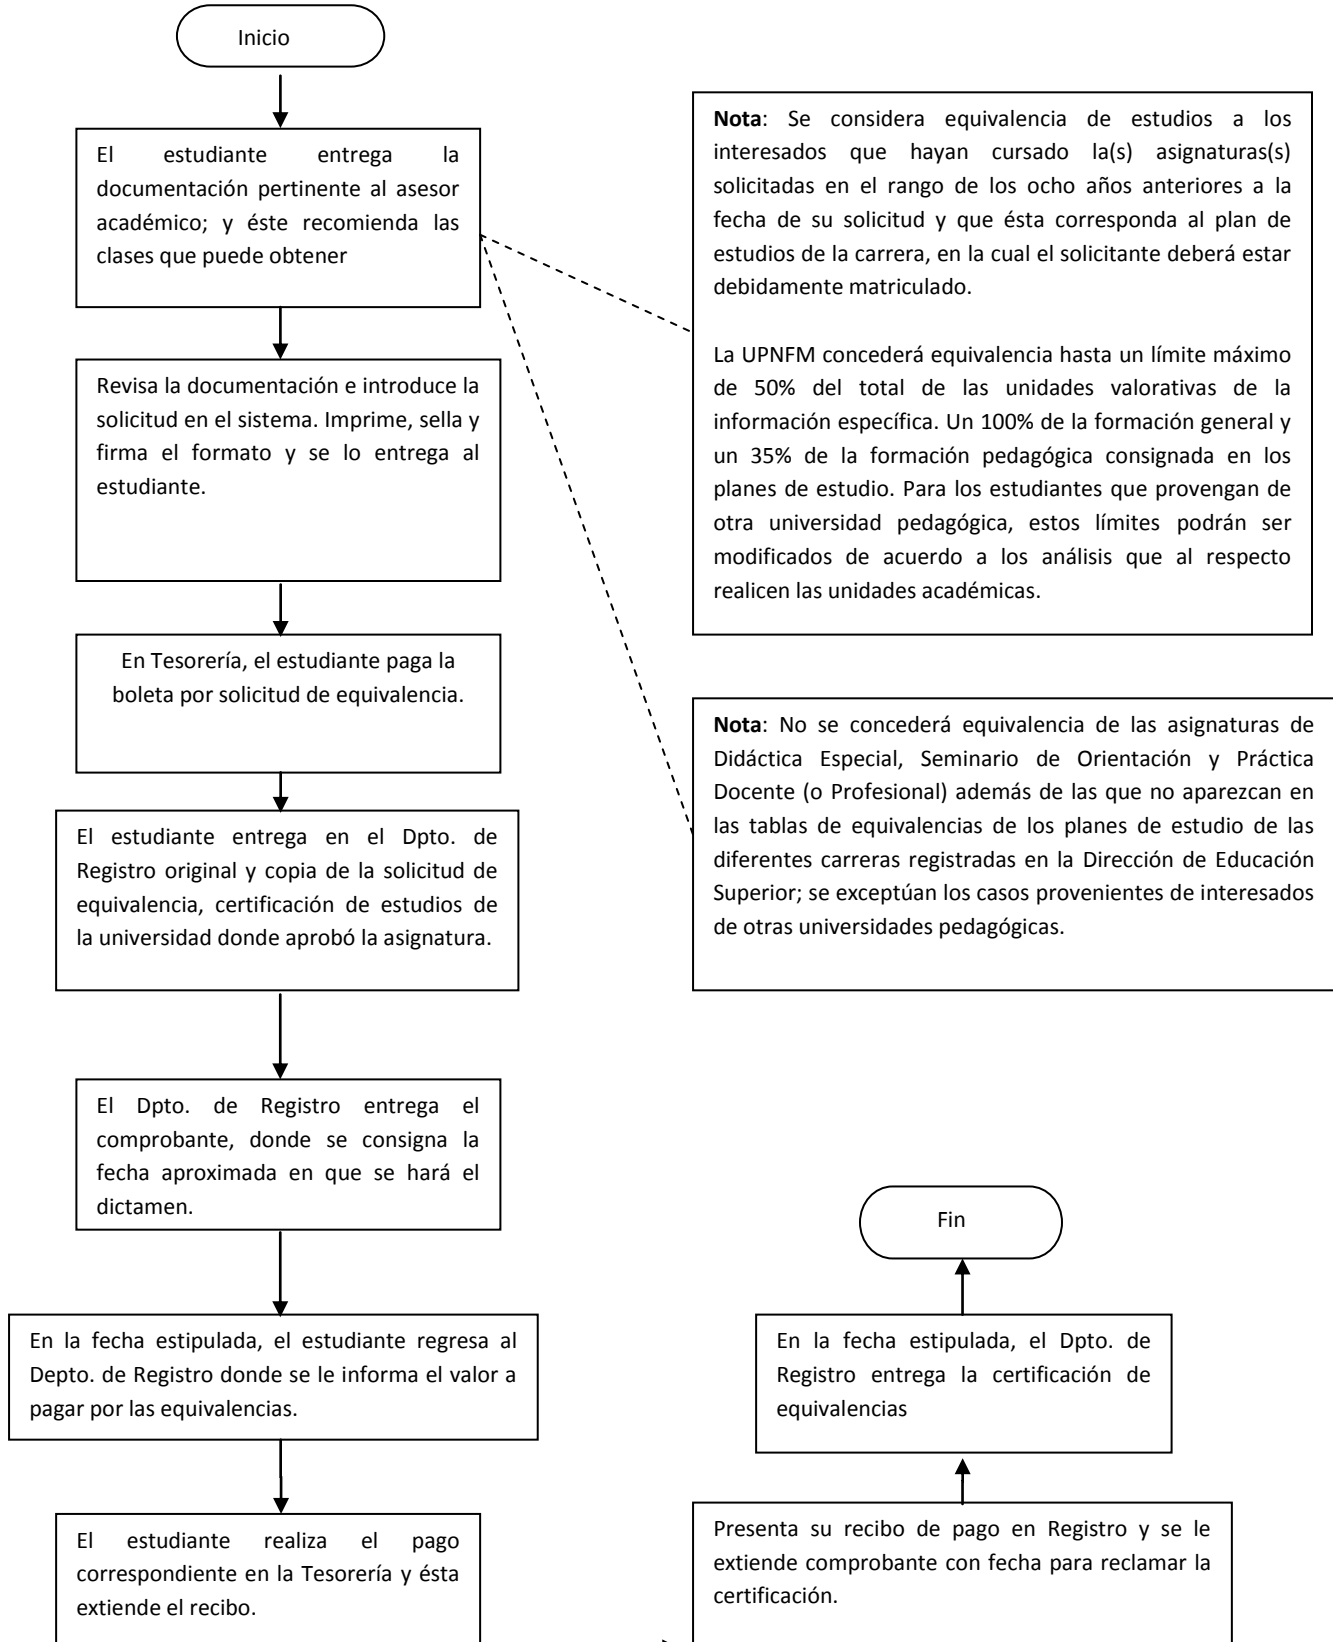 Inicio
El estudiante entrega la
documentación pertinente al asesor
académico; y éste recomienda las
clases que puede obtener
Revisa la documentación e introduce la
solicitud en el sistema. Imprime, sella y
firma el formato y se lo entrega al
estudiante.
En Tesorería, el estudiante paga la
boleta por solicitud de equivalencia.
El estudiante entrega en el Dpto. de
Registro original y copia de la solicitud de
equivalencia, certificación de estudios de
la universidad donde aprobó la asignatura.
El Dpto. de Registro entrega el
comprobante, donde se consigna la
fecha aproximada en que se hará el
dictamen.
En la fecha estipulada, el estudiante regresa al
Depto. de Registro donde se le informa el valor a
pagar por las equivalencias.
El estudiante realiza el pago
correspondiente en la Tesorería y ésta
extiende el recibo.
Nota: Se considera equivalencia de estudios a los
interesados que hayan cursado la(s) asignaturas(s)
solicitadas en el rango de los ocho años anteriores a la
fecha de su solicitud y que ésta corresponda al plan de
estudios de la carrera, en la cual el solicitante deberá estar
debidamente matriculado.
La UPNFM concederá equivalencia hasta un límite máximo
de 50% del total de las unidades valorativas de la
información específica. Un 100% de la formación general y
un 35% de la formación pedagógica consignada en los
planes de estudio. Para los estudiantes que provengan de
otra universidad pedagógica, estos límites podrán ser
modificados de acuerdo a los análisis que al respecto
realicen las unidades académicas.
Nota: No se concederá equivalencia de las asignaturas de
Didáctica Especial, Seminario de Orientación y Práctica
Docente (o Profesional) además de las que no aparezcan en
las tablas de equivalencias de los planes de estudio de las
diferentes carreras registradas en la Dirección de Educación
Superior; se exceptúan los casos provenientes de interesados
de otras universidades pedagógicas.
Fin
En la fecha estipulada, el Dpto. de
Registro entrega la certificación de
equivalencias
Presenta su recibo de pago en Registro y se le
extiende comprobante con fecha para reclamar la
certificación.